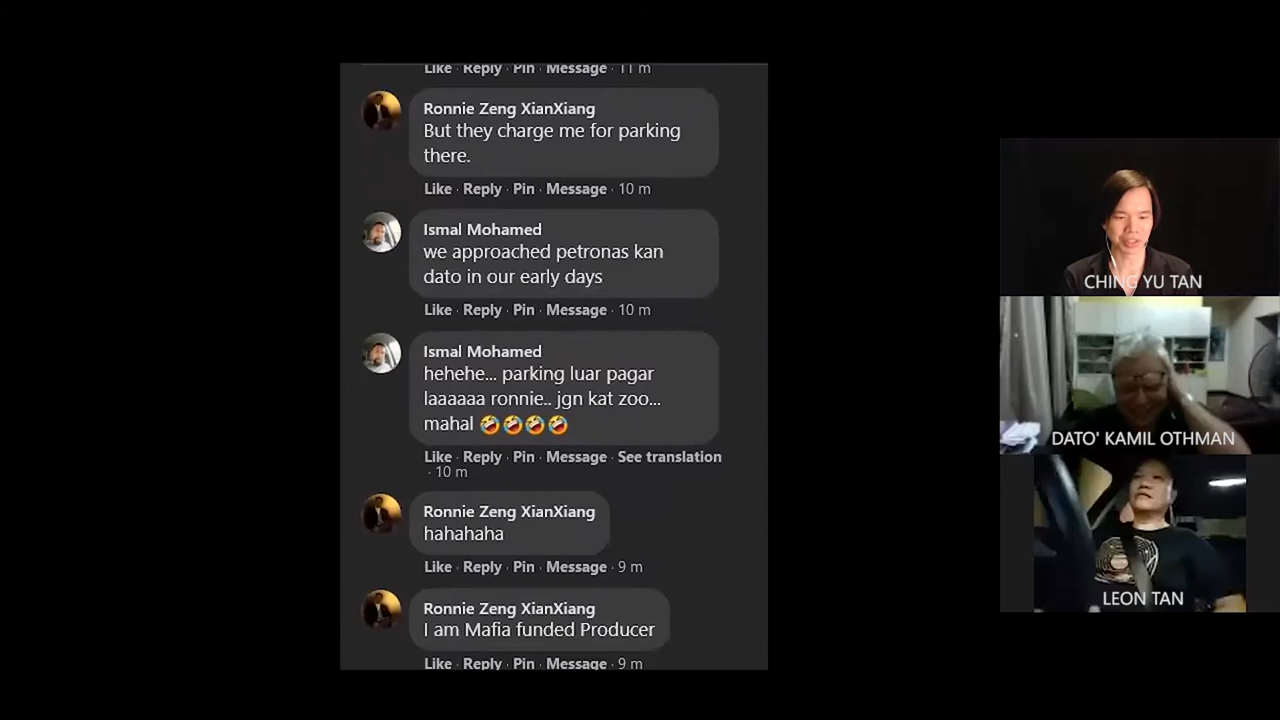 Like · Reply · Pin · Message · 11 m
Ronnie Zeng XianXiang
But they charge me for parking
there.
Like · Reply · Pin · Message · 10 m
Ismal Mohamed
we approached petronas kan
dato in our early days
Like · Reply · Pin · Message · 10 m
Ismal Mohamed
hehehe... parking luar pagar
laaaaaa ronnie.. jgn kat zoo...
mahal 🤣🤣🤣🤣
Like · Reply · Pin · Message · See translation
· 10 m
Ronnie Zeng XianXiang
hahahaha
Like · Reply · Pin · Message · 9 m
Ronnie Zeng XianXiang
I am Mafia funded Producer
Like · Reply · Pin · Message · 9 m
CHING YU TAN
DATO' KAMIL OTHMAN
LEON TAN